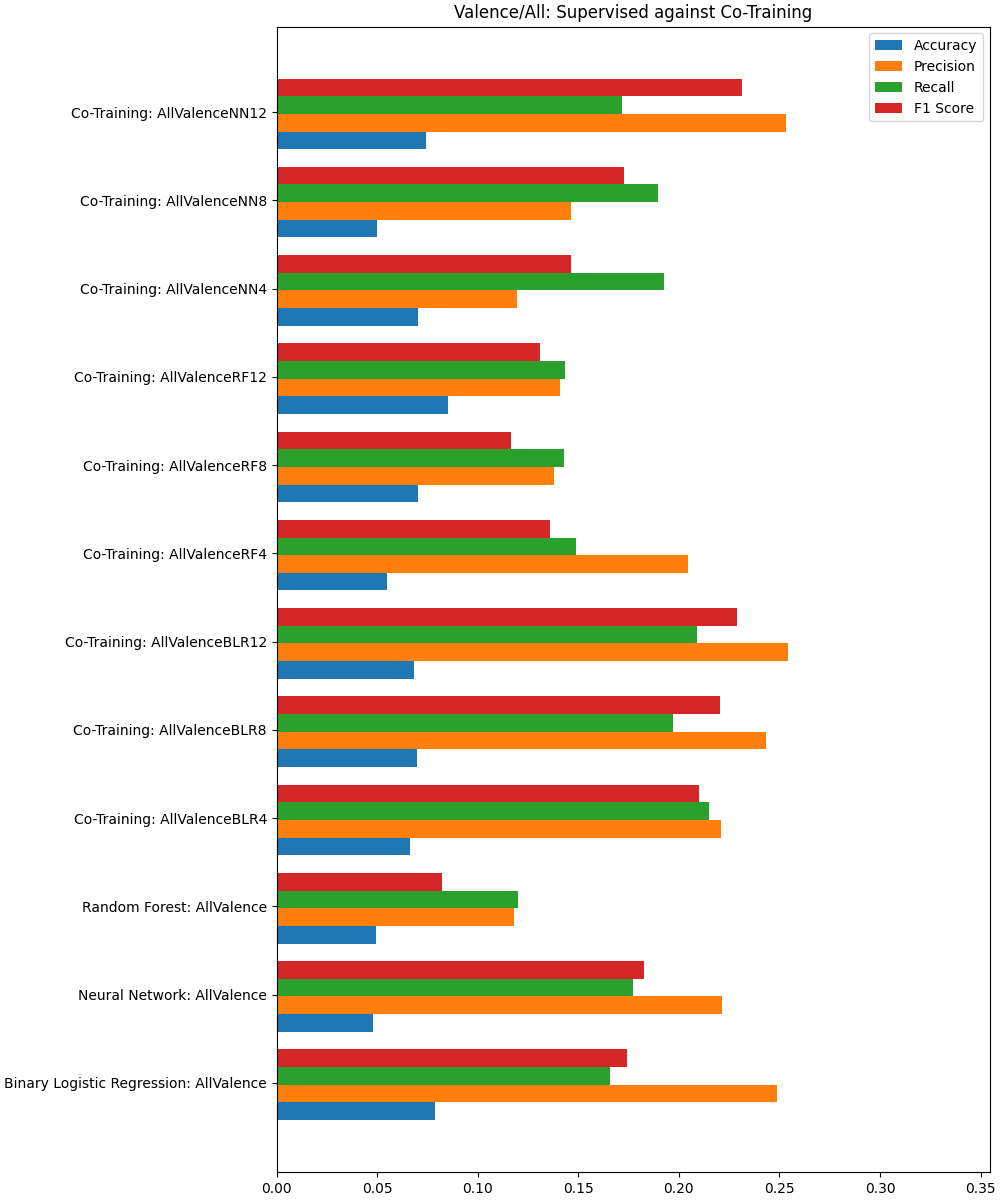 Valence/All: Supervised against Co-Training
Accuracy
Precision
Recall
F1 Score
Co-Training: AllValenceNN12
Co-Training: AllValenceNN8
Co-Training: AllValenceNN4
Co-Training: AllValenceRF12
Co-Training: AllValenceRF8
Co-Training: AllValenceRF4
Co-Training: AllValenceBLR12
Co-Training: AllValenceBLR8
Co-Training: AllValenceBLR4
Random Forest: AllValence
Neural Network: AllValence
Binary Logistic Regression: AllValence
0.00 0.05 0.10 0.15 0.20 0.25 0.30 0.35